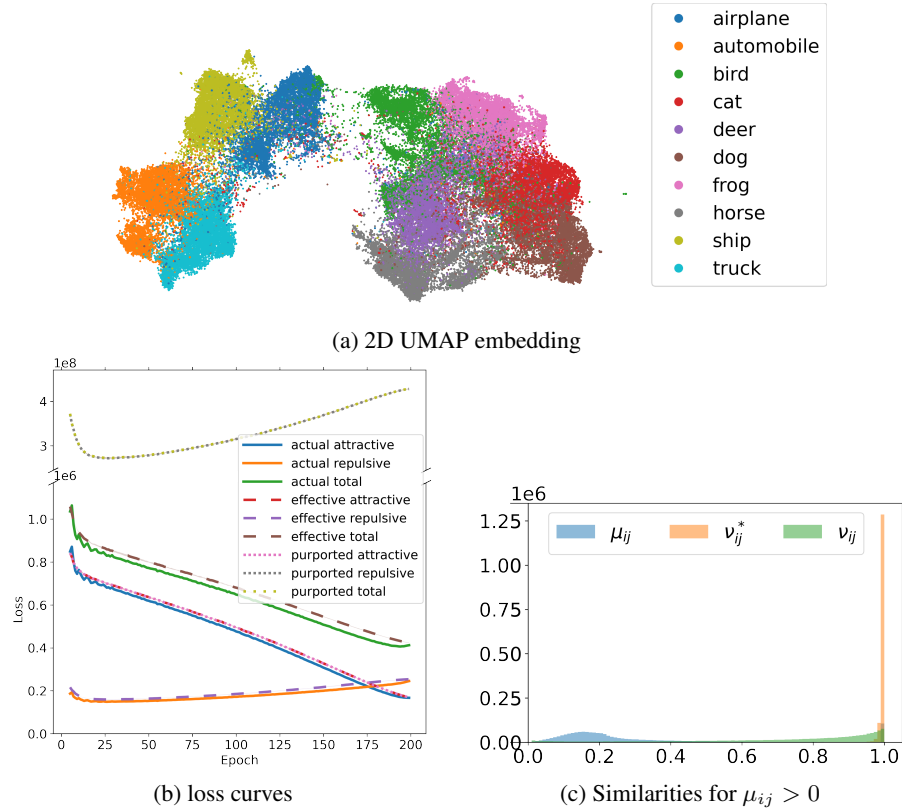 airplane
automobile
bird
cat
deer
dog
frog
horse
ship
truck
(a) 2D UMAP embedding
1e8
4
3
1e6
1.0
0.8
0.6
0.4
0.2
0.0
Loss
actual attractive
actual repulsive
actual total
effective attractive
effective repulsive
effective total
purported attractive
purported repulsive
purported total
0 25 50 75 100 125 150 175 200
Epoch
(b) loss curves
1e6
μij ν*ij νij
1.25
1.00
0.75
0.50
0.25
0.00
0.0 0.2 0.4 0.6 0.8 1.0
(c) Similarities for μij > 0